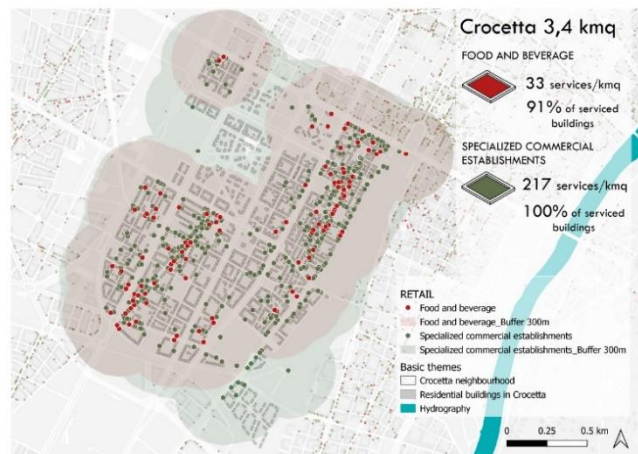 Crocetta 3,4 kmq
FOOD AND BEVERAGE
33 services/kmq
91% of serviced
buildings
SPECIALIZED COMMERCIAL
ESTABLISHMENTS
217 services/kmq
100% of serviced
buildings
RETAIL
Food and beverage
Food and beverage_Buffer 300m
Specialized commercial establishments
Specialized commercial establishments_Buffer 300m
Basic themes
Crocetta neighbourhood
Residential buildings in Crocetta
Hydrography
0 0.25 0.5 km